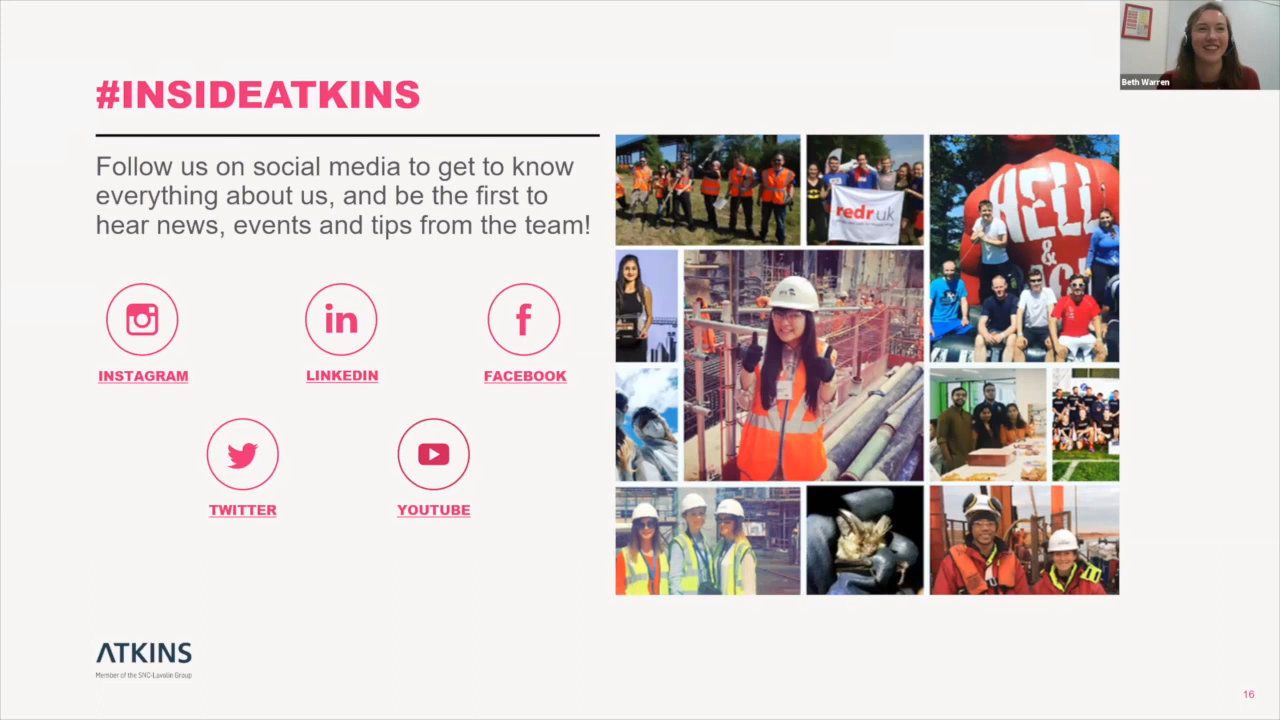 Beth Warren
#INSIDEATKINS
Follow us on social media to get to know
everything about us, and be the first to
hear news, events and tips from the team!
INSTAGRAM
LINKEDIN
FACEBOOK
TWITTER
YOUTUBE
redr uk
HELL
&
ATKINS
Member of the SNC-Lavalin Group
16